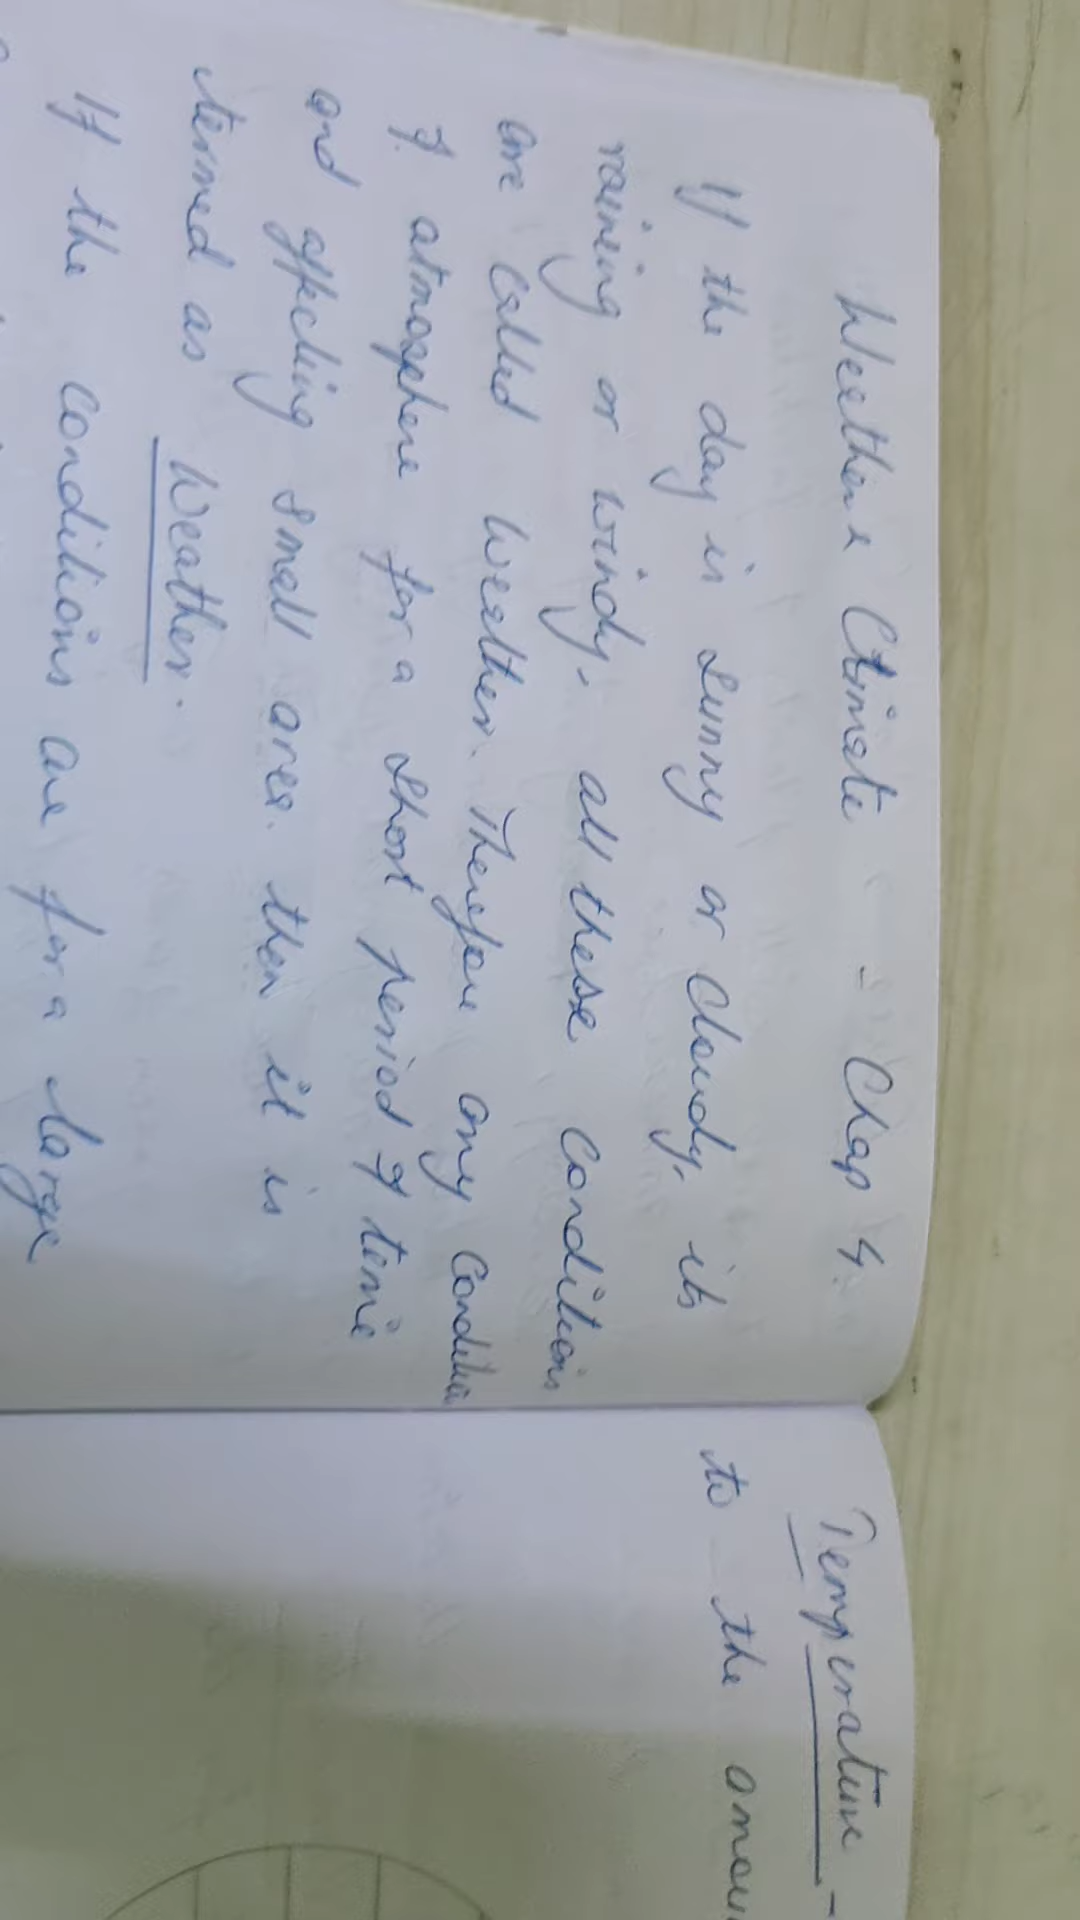 Weather & Climate - Chap 4.
If the day is sunny or cloudy, its
raining or windy, all these conditions
are called weather. Therefore any condition
of atmosphere for a short period of time
and affecting small area. then it is
termed as Weather.
If the conditions are for a large
Temperature -
to the amou